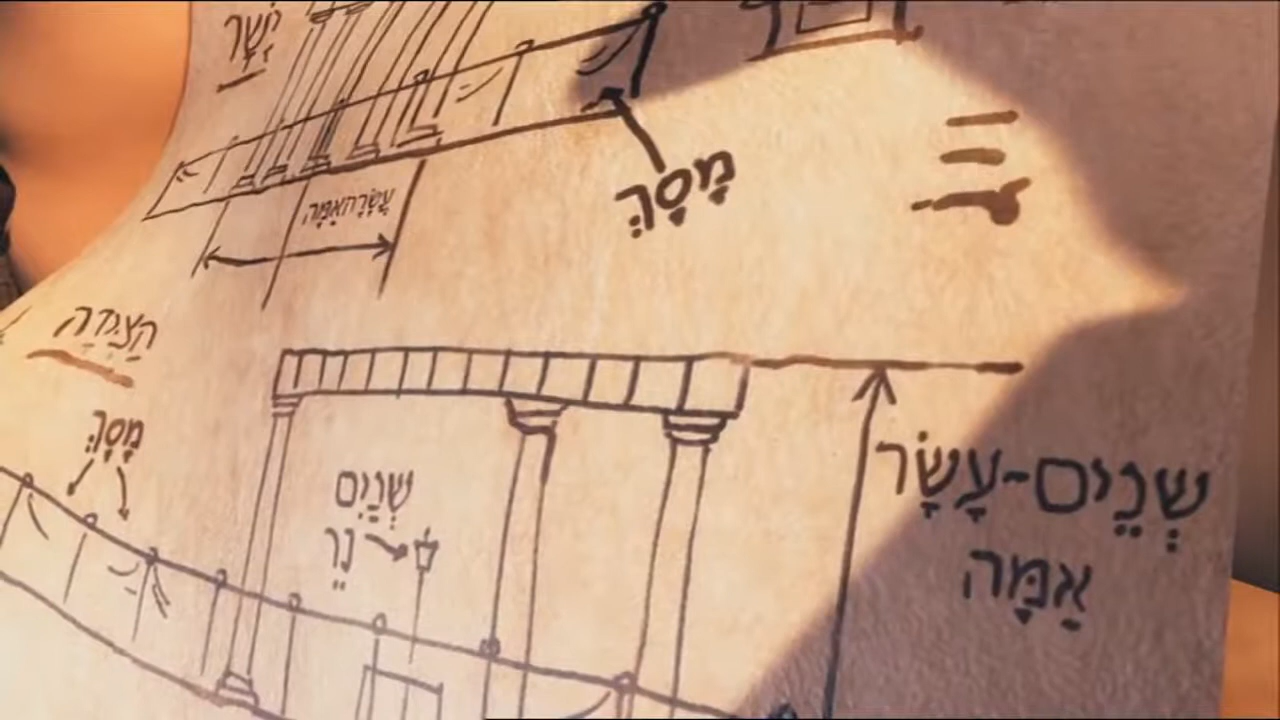 יָשָׁר
מָסָךְ
עֲשָׂרָה אַמָּה
הַצִּדָה
מָסָךְ
שְׁנַיִם
נֵר
שְׁנֵים-עָשָׂר
אַמָּה